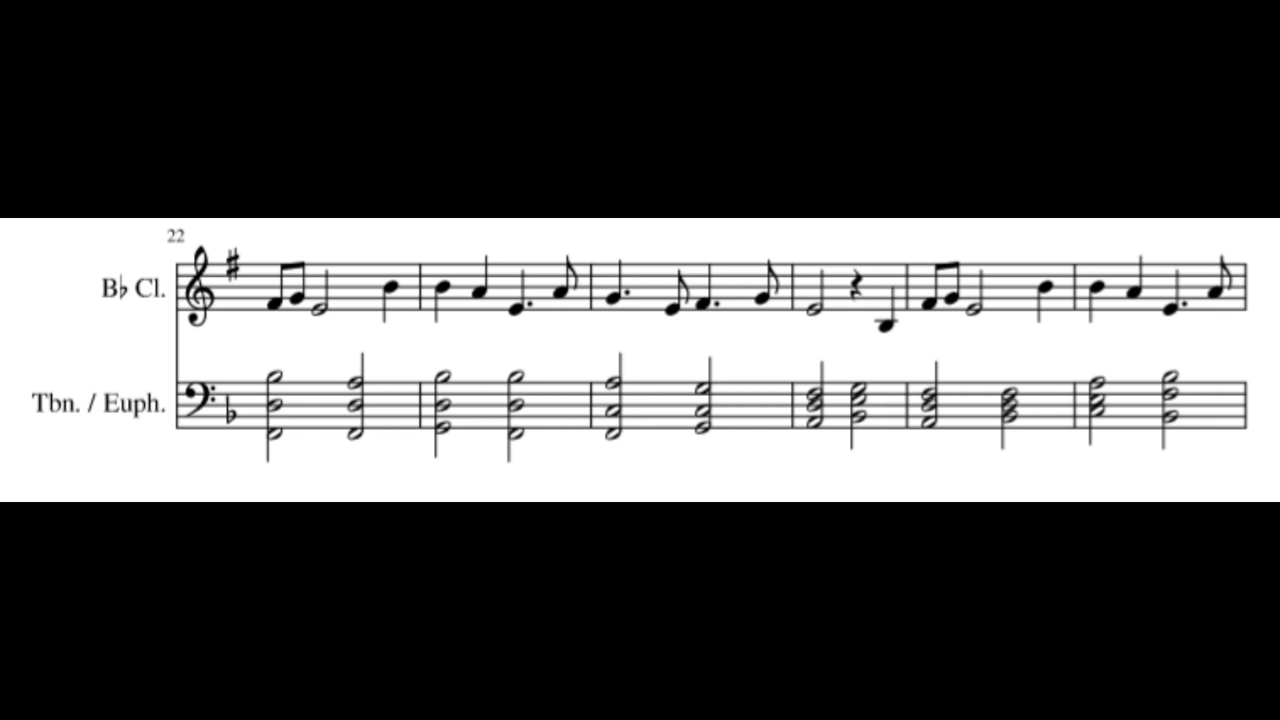 22
B♭ Cl.
Tbn. / Euph.